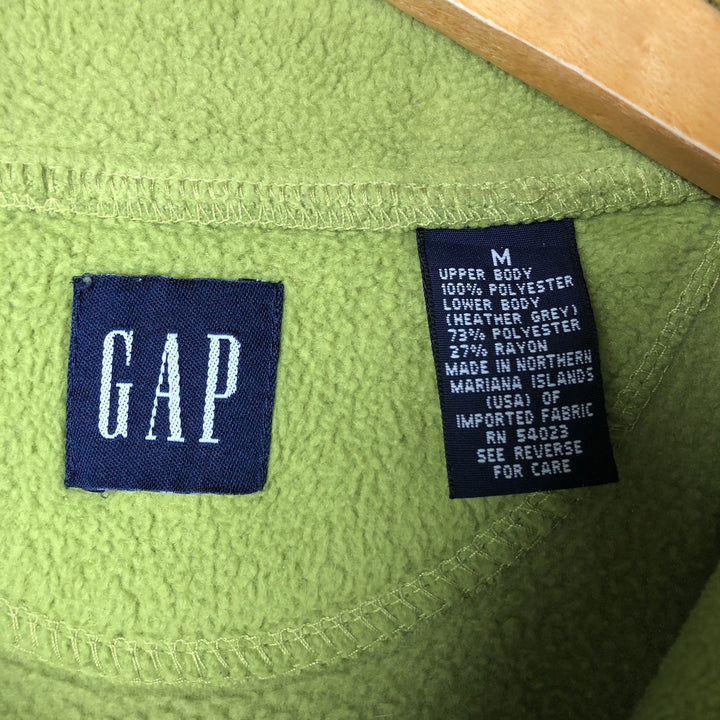 GAP
M
UPPER BODY
100% POLYESTER
LOWER BODY
(HEATHER GREY)
73% POLYESTER
27% RAYON
MADE IN NORTHERN
MARIANA ISLANDS
(USA) OF
IMPORTED FABRIC
RN 54023
SEE REVERSE
FOR CARE